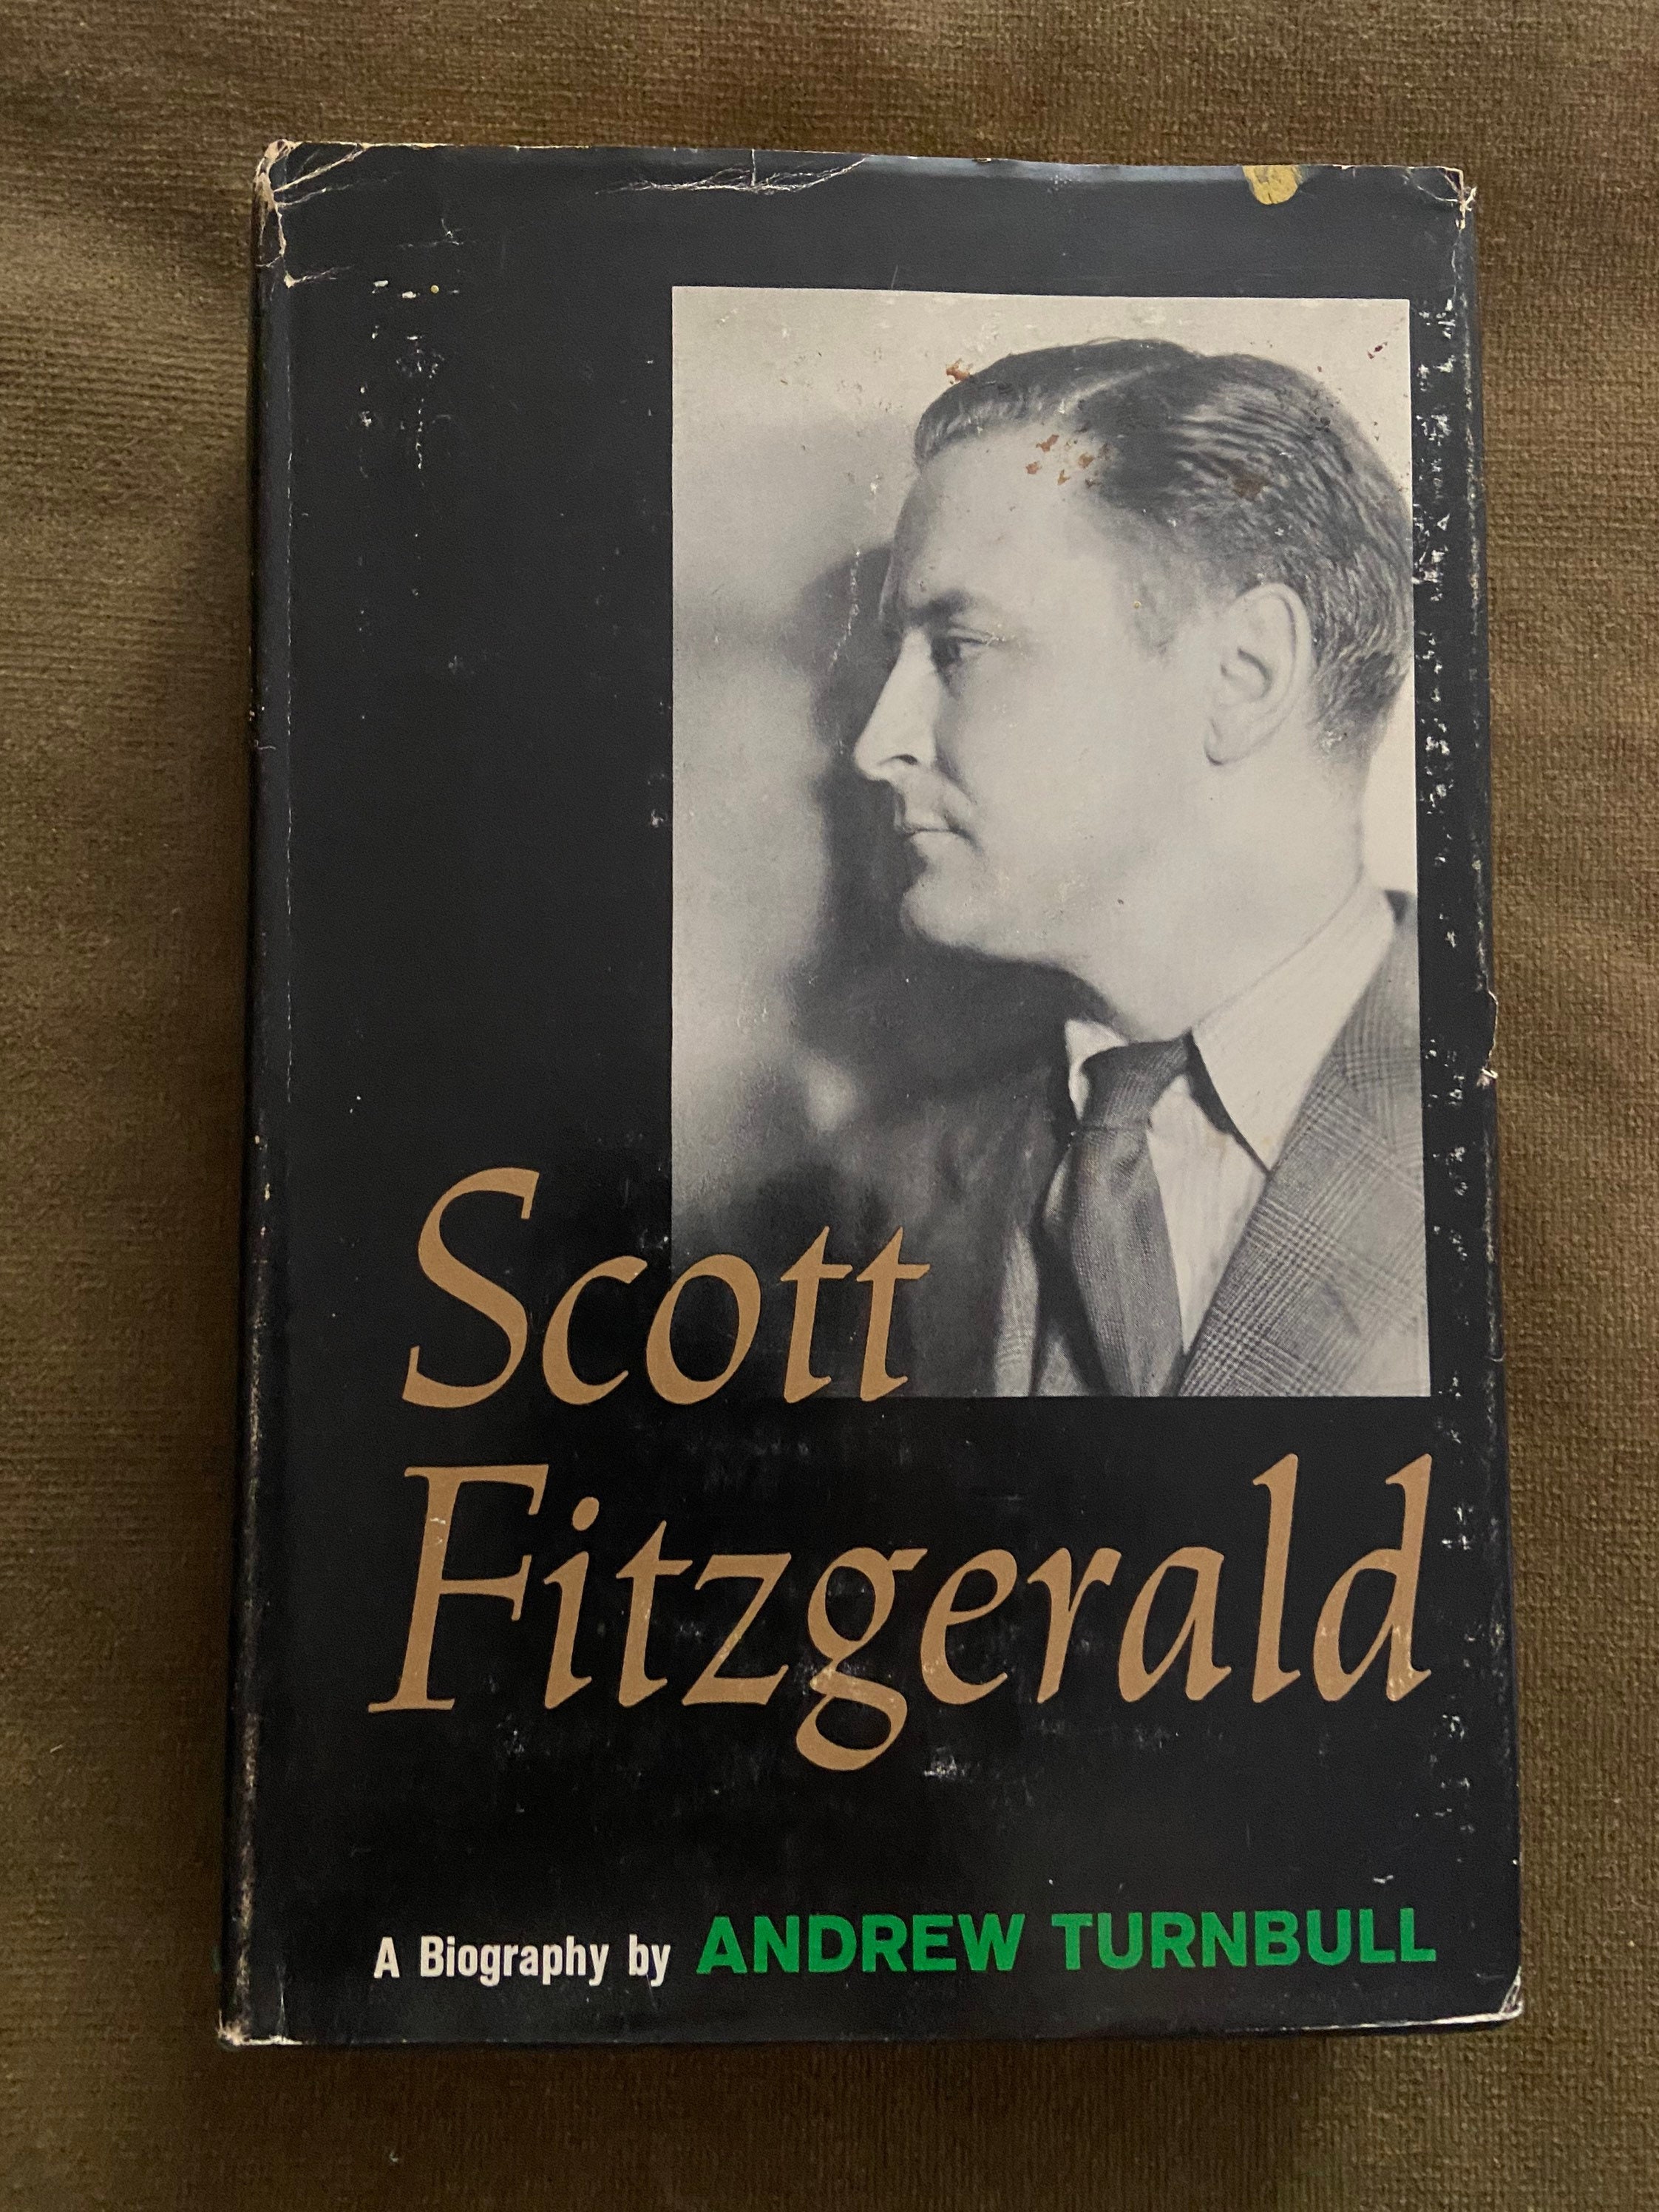 Scott
Fitzgerald
A Biography by ANDREW TURNBULL